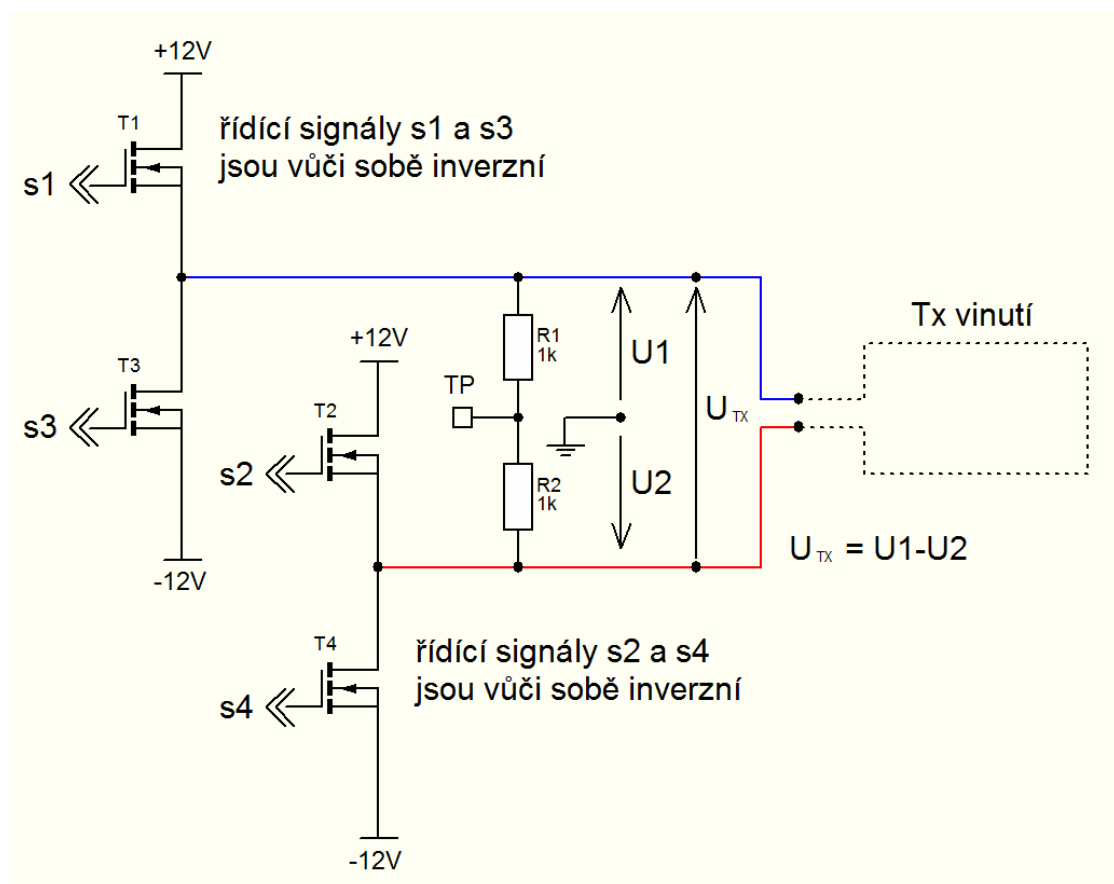 +12V
T1
s1
řídící signály s1 a s3
jsou vůči sobě inverzní
T3
s3
-12V
+12V
T2
s2
TP
R1
1k
R2
1k
U1
U2
U TX
Tx vinutí
U TX = U1-U2
T4
s4
řídící signály s2 a s4
jsou vůči sobě inverzní
-12V